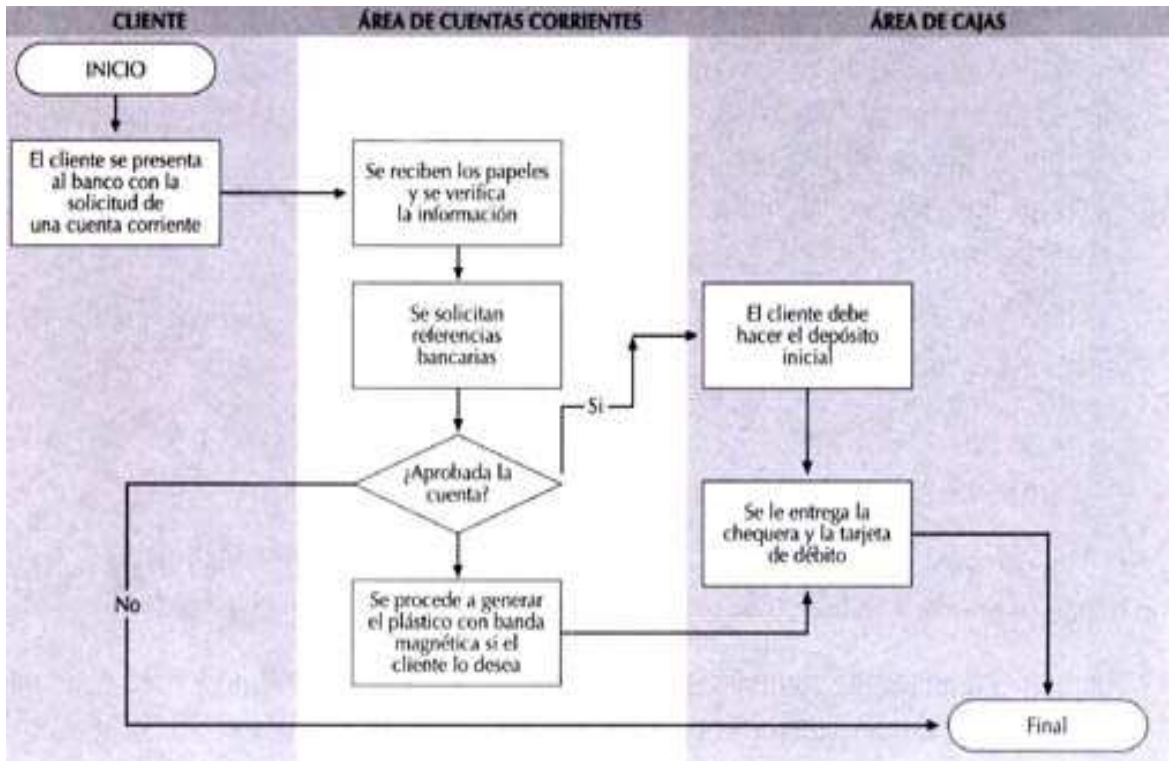 CLIENTE
ÁREA DE CUENTAS CORRIENTES
ÁREA DE CAJAS
INICIO
El cliente se presenta
al banco con la
solicitud de
una cuenta corriente
Se reciben los papeles
y se verifica
la información
Se solicitan
referencias
bancarias
¿Aprobada la
cuenta?
Si
No
Se procede a generar
el plástico con banda
magnética si el
cliente lo desea
El cliente debe
hacer el depósito
inicial
Se le entrega la
chequera y la tarjeta
de débito
Final